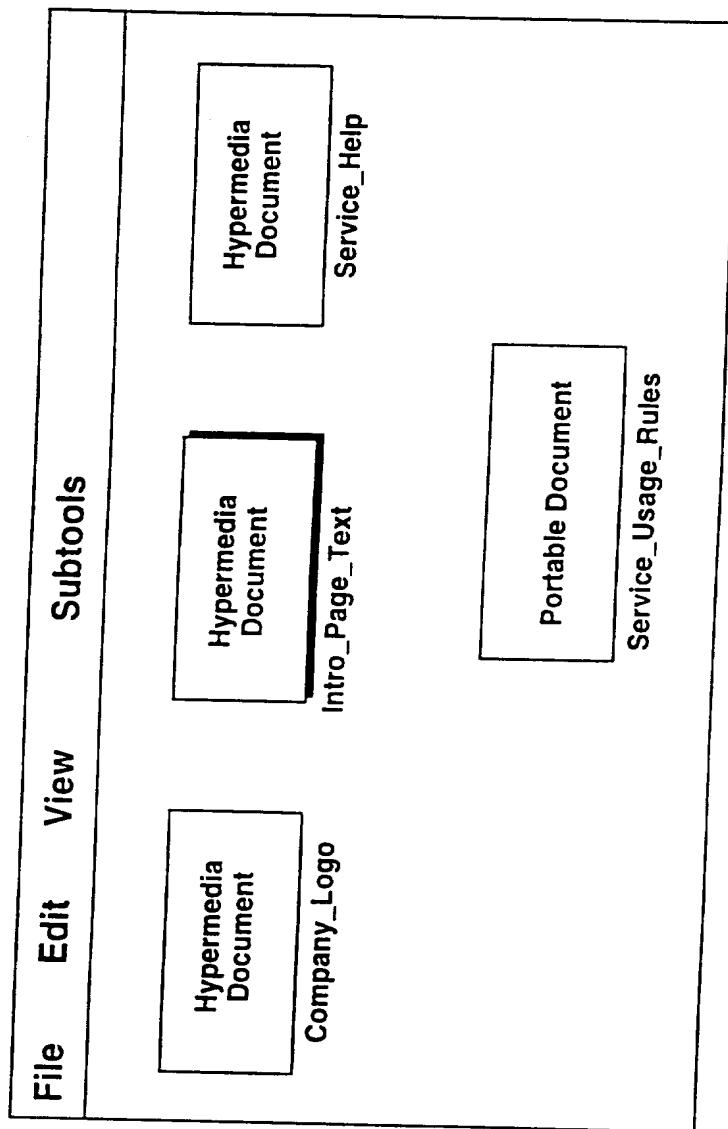 File Edit View Subtools
Hypermedia
Document
Company_Logo
Hypermedia
Document
Intro_Page_Text
Hypermedia
Document
Service_Help
Portable Document
Service_Usage_Rules